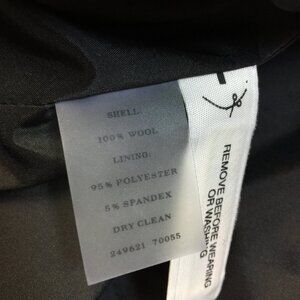 SHELL:
100% WOOL
LINING:
95% POLYESTER
5% SPANDEX
DRY CLEAN
249621 70055
REMOVE BEFORE WEARING
OR WASHING